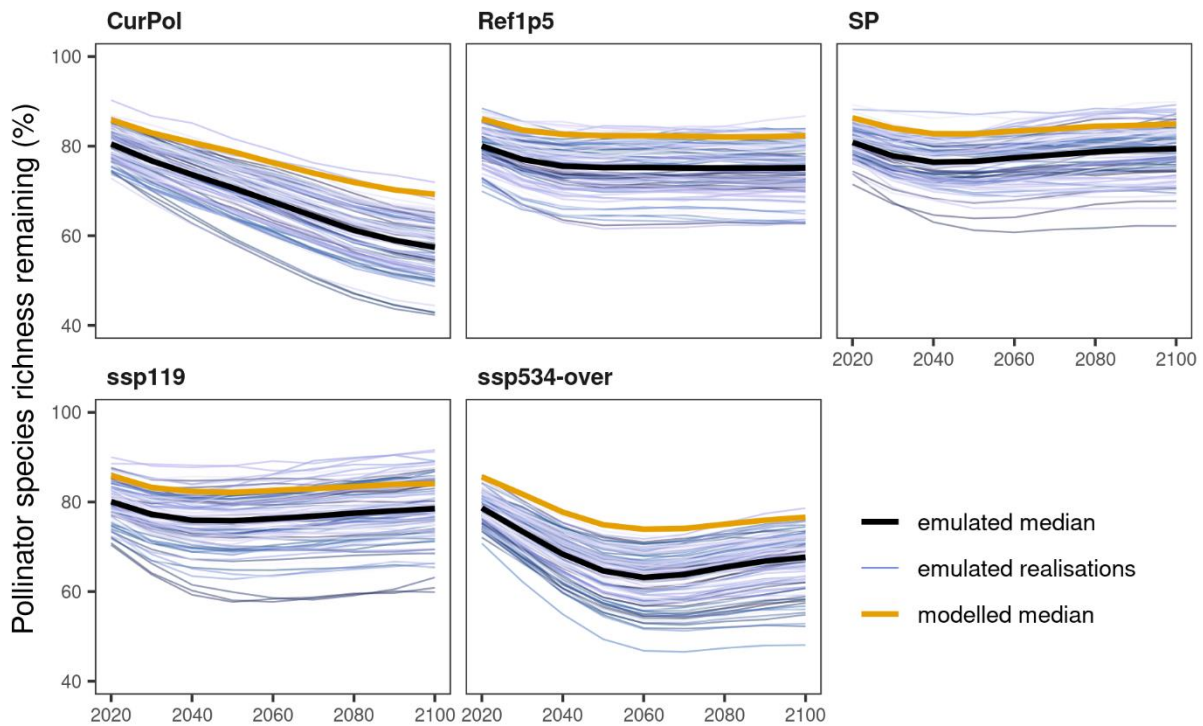 CurPol
Ref1p5
SP
Pollinator species richness remaining (%)
100
80
60
40
2020 2040 2060 2080 2100
ssp119
ssp534-over
100
80
60
40
2020 2040 2060 2080 2100
2020 2040 2060 2080 2100
emulated median
emulated realisations
modelled median